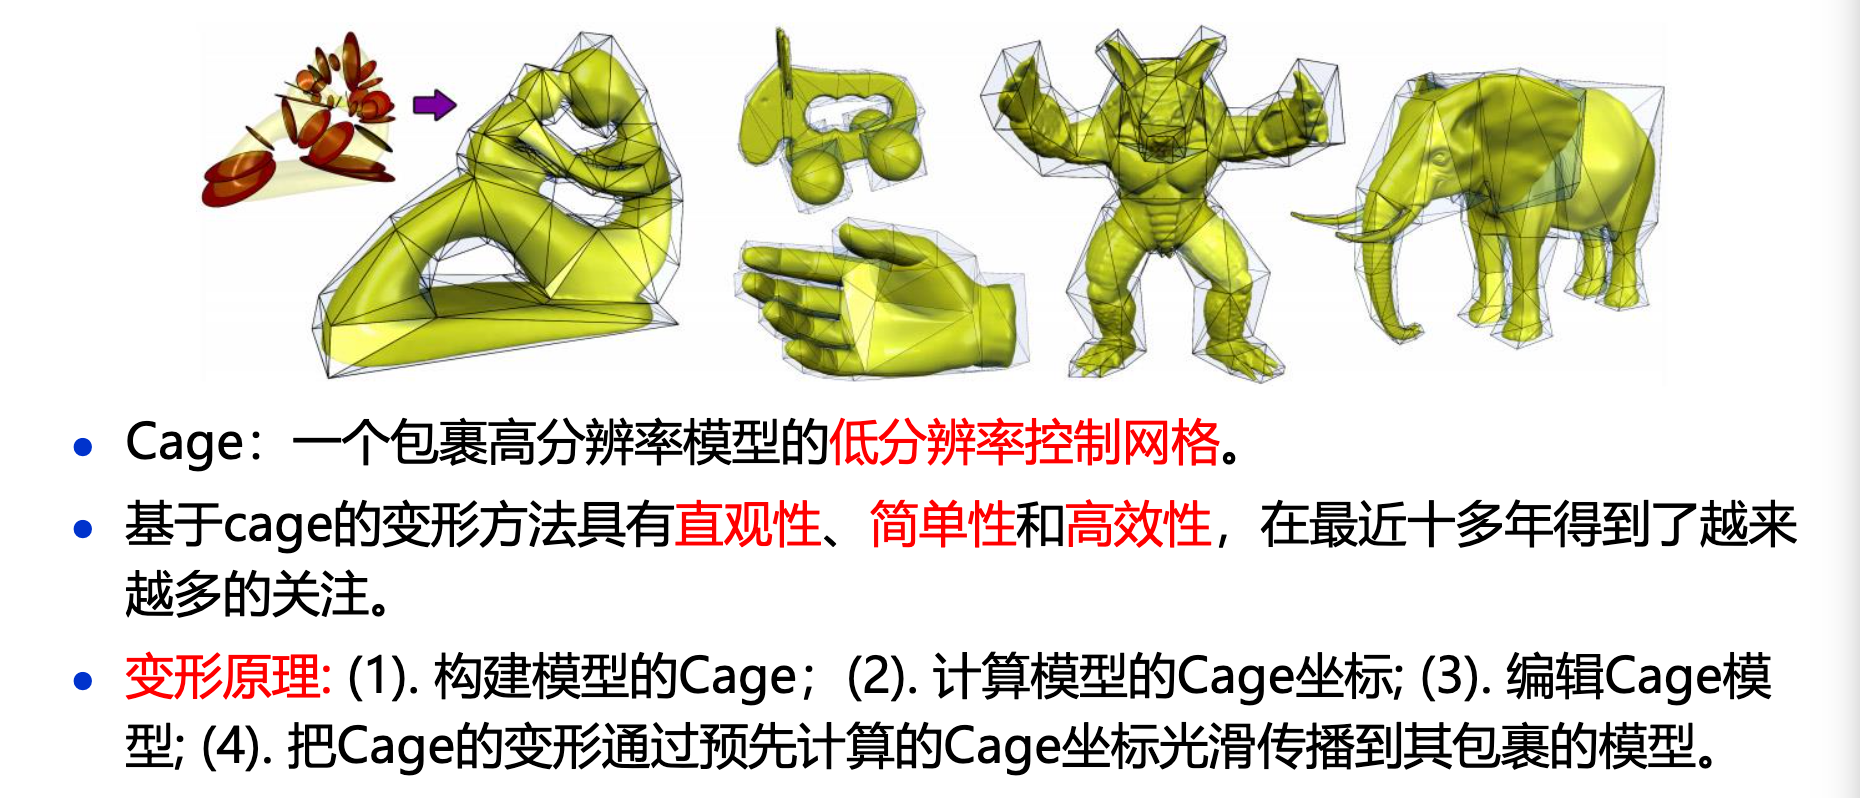 Cage：一个包裹高分辨率模型的低分辨率控制网格。
基于cage的变形方法具有直观性、简单性和高效性，在最近十多年得到了越来
越多的关注。
变形原理: (1). 构建模型的Cage；(2). 计算模型的Cage坐标; (3). 编辑Cage模
型; (4). 把Cage的变形通过预先计算的Cage坐标光滑传播到其包裹的模型。